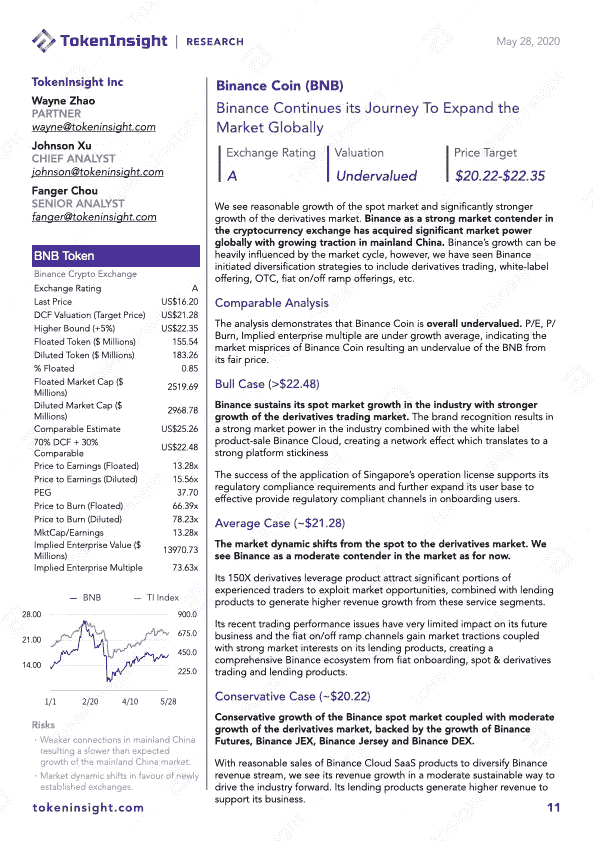 TokenInsight | RESEARCH
May 28, 2020
TokenInsight Inc
Wayne Zhao
PARTNER
wayne@tokeninsight.com
Johnson Xu
CHIEF ANALYST
johnson@tokeninsight.com
Fanger Chou
SENIOR ANALYST
fanger@tokeninsight.com
BNB Token
Binance Crypto Exchange
Exchange Rating A
Last Price US$16.20
DCF Valuation (Target Price) US$21.28
Higher Bound (+5%) US$22.35
Floated Token ($ Millions) 155.54
Diluted Token ($ Millions) 183.26
% Floated 0.85
Floated Market Cap ($
Millions) 2519.69
Diluted Market Cap ($
Millions) 2968.78
Comparable Estimate US$25.26
70% DCF + 30%
Comparable US$22.48
Price to Earnings (Floated) 13.28x
Price to Earnings (Diluted) 15.56x
PEG 37.70
Price to Burn (Floated) 66.39x
Price to Burn (Diluted) 78.23x
MktCap/Earnings 13.28x
Implied Enterprise Value ($
Millions) 13970.73
Implied Enterprise Multiple 73.63x
BNB TI Index
28.00 900.0
21.00 675.0
14.00 450.0
225.0
1/1 2/20 4/10 5/28
Risks
· Weaker connections in mainland China
resulting a slower than expected
growth of the mainland China market.
· Market dynamic shifts in favour of newly
established exchanges.
Binance Coin (BNB)
Binance Continues its Journey To Expand the
Market Globally
Exchange Rating Valuation Price Target
A Undervalued $20.22-$22.35
We see reasonable growth of the spot market and significantly stronger
growth of the derivatives market. Binance as a strong market contender in
the cryptocurrency exchange has acquired significant market power
globally with growing traction in mainland China. Binance's growth can be
heavily influenced by the market cycle, however, we have seen Binance
initiated diversification strategies to include derivatives trading, white-label
offering, OTC, fiat on/off ramp offerings, etc.
Comparable Analysis
The analysis demonstrates that Binance Coin is overall undervalued. P/E, P/
Burn, Implied enterprise multiple are under growth average, indicating the
market misprices of Binance Coin resulting an undervalue of the BNB from
its fair price.
Bull Case (>$22.48)
Binance sustains its spot market growth in the industry with stronger
growth of the derivatives trading market. The brand recognition results in
a strong market power in the industry combined with the white label
product-sale Binance Cloud, creating a network effect which translates to a
strong platform stickiness
The success of the application of Singapore's operation license supports its
regulatory compliance requirements and further expand its user base to
effective provide regulatory compliant channels in onboarding users.
Average Case (~$21.28)
The market dynamic shifts from the spot to the derivatives market. We
see Binance as a moderate contender in the market as for now.
Its 150X derivatives leverage product attract significant portions of
experienced traders to exploit market opportunities, combined with lending
products to generate higher revenue growth from these service segments.
Its recent trading performance issues have very limited impact on its future
business and the fiat on/off ramp channels gain market tractions coupled
with strong market interests on its lending products, creating a
comprehensive Binance ecosystem from fiat onboarding, spot & derivatives
trading and lending products.
Conservative Case (~$20.22)
Conservative growth of the Binance spot market coupled with moderate
growth of the derivatives market, backed by the growth of Binance
Futures, Binance JEX, Binance Jersey and Binance DEX.
With reasonable sales of Binance Cloud SaaS products to diversify Binance
revenue stream, we see its revenue growth in a moderate sustainable way to
drive the industry forward. Its lending products generate higher revenue to
support its business.
tokeninsight.com
11